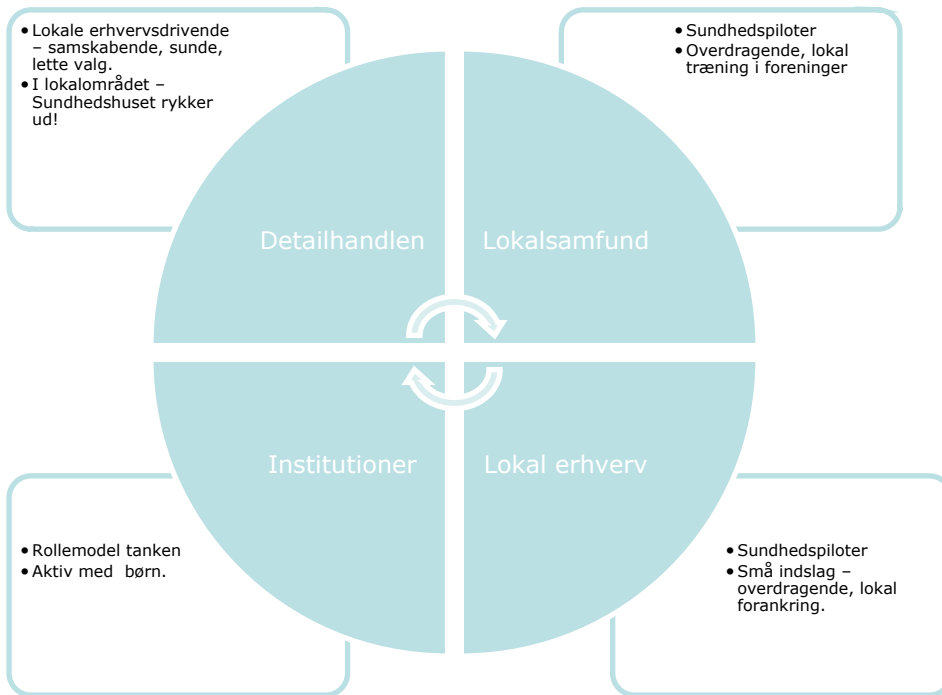 • Lokale erhvervsdrivende
– samskabende, sunde,
lette valg.
• I lokalområdet –
Sundhedshuset rykker
ud!
• Sundhedspiloter
• Overdragende, lokal
træning i foreninger
Detailhandlen
Lokalsamfund
Institutioner
Lokal erhverv
• Rollemodel tanken
• Aktiv med børn.
• Sundhedspiloter
• Små indslag –
overdragende, lokal
forankring.